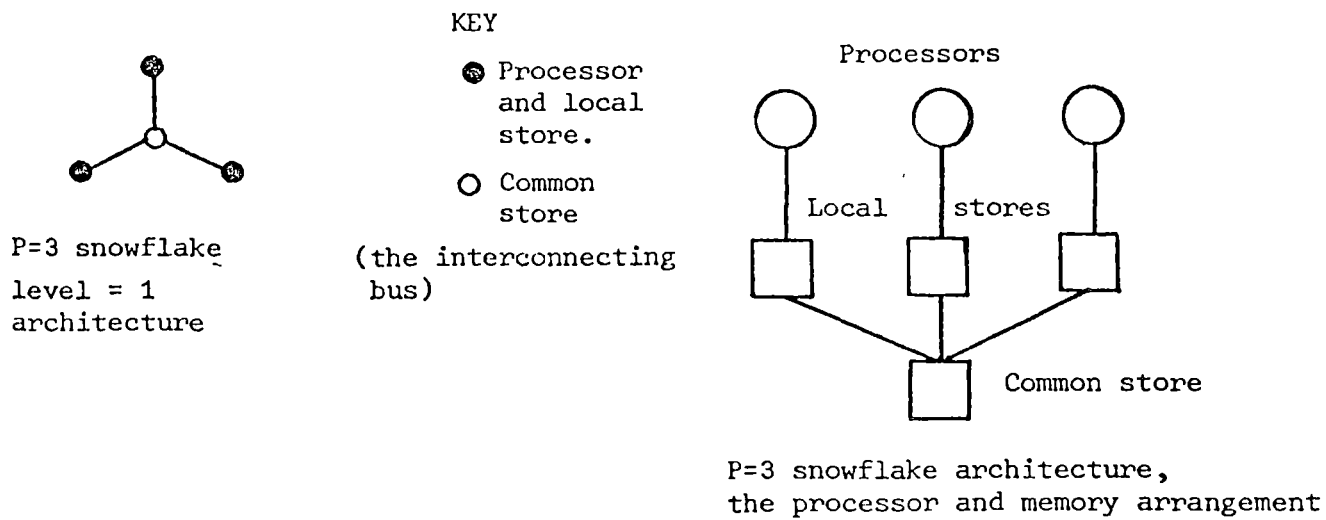 KEY
Processor
and local
store.
Common
store
(the interconnecting
bus)
P=3 snowflake
level = 1
architecture
Processors
Local stores
Common store
P=3 snowflake architecture,
the processor and memory arrangement